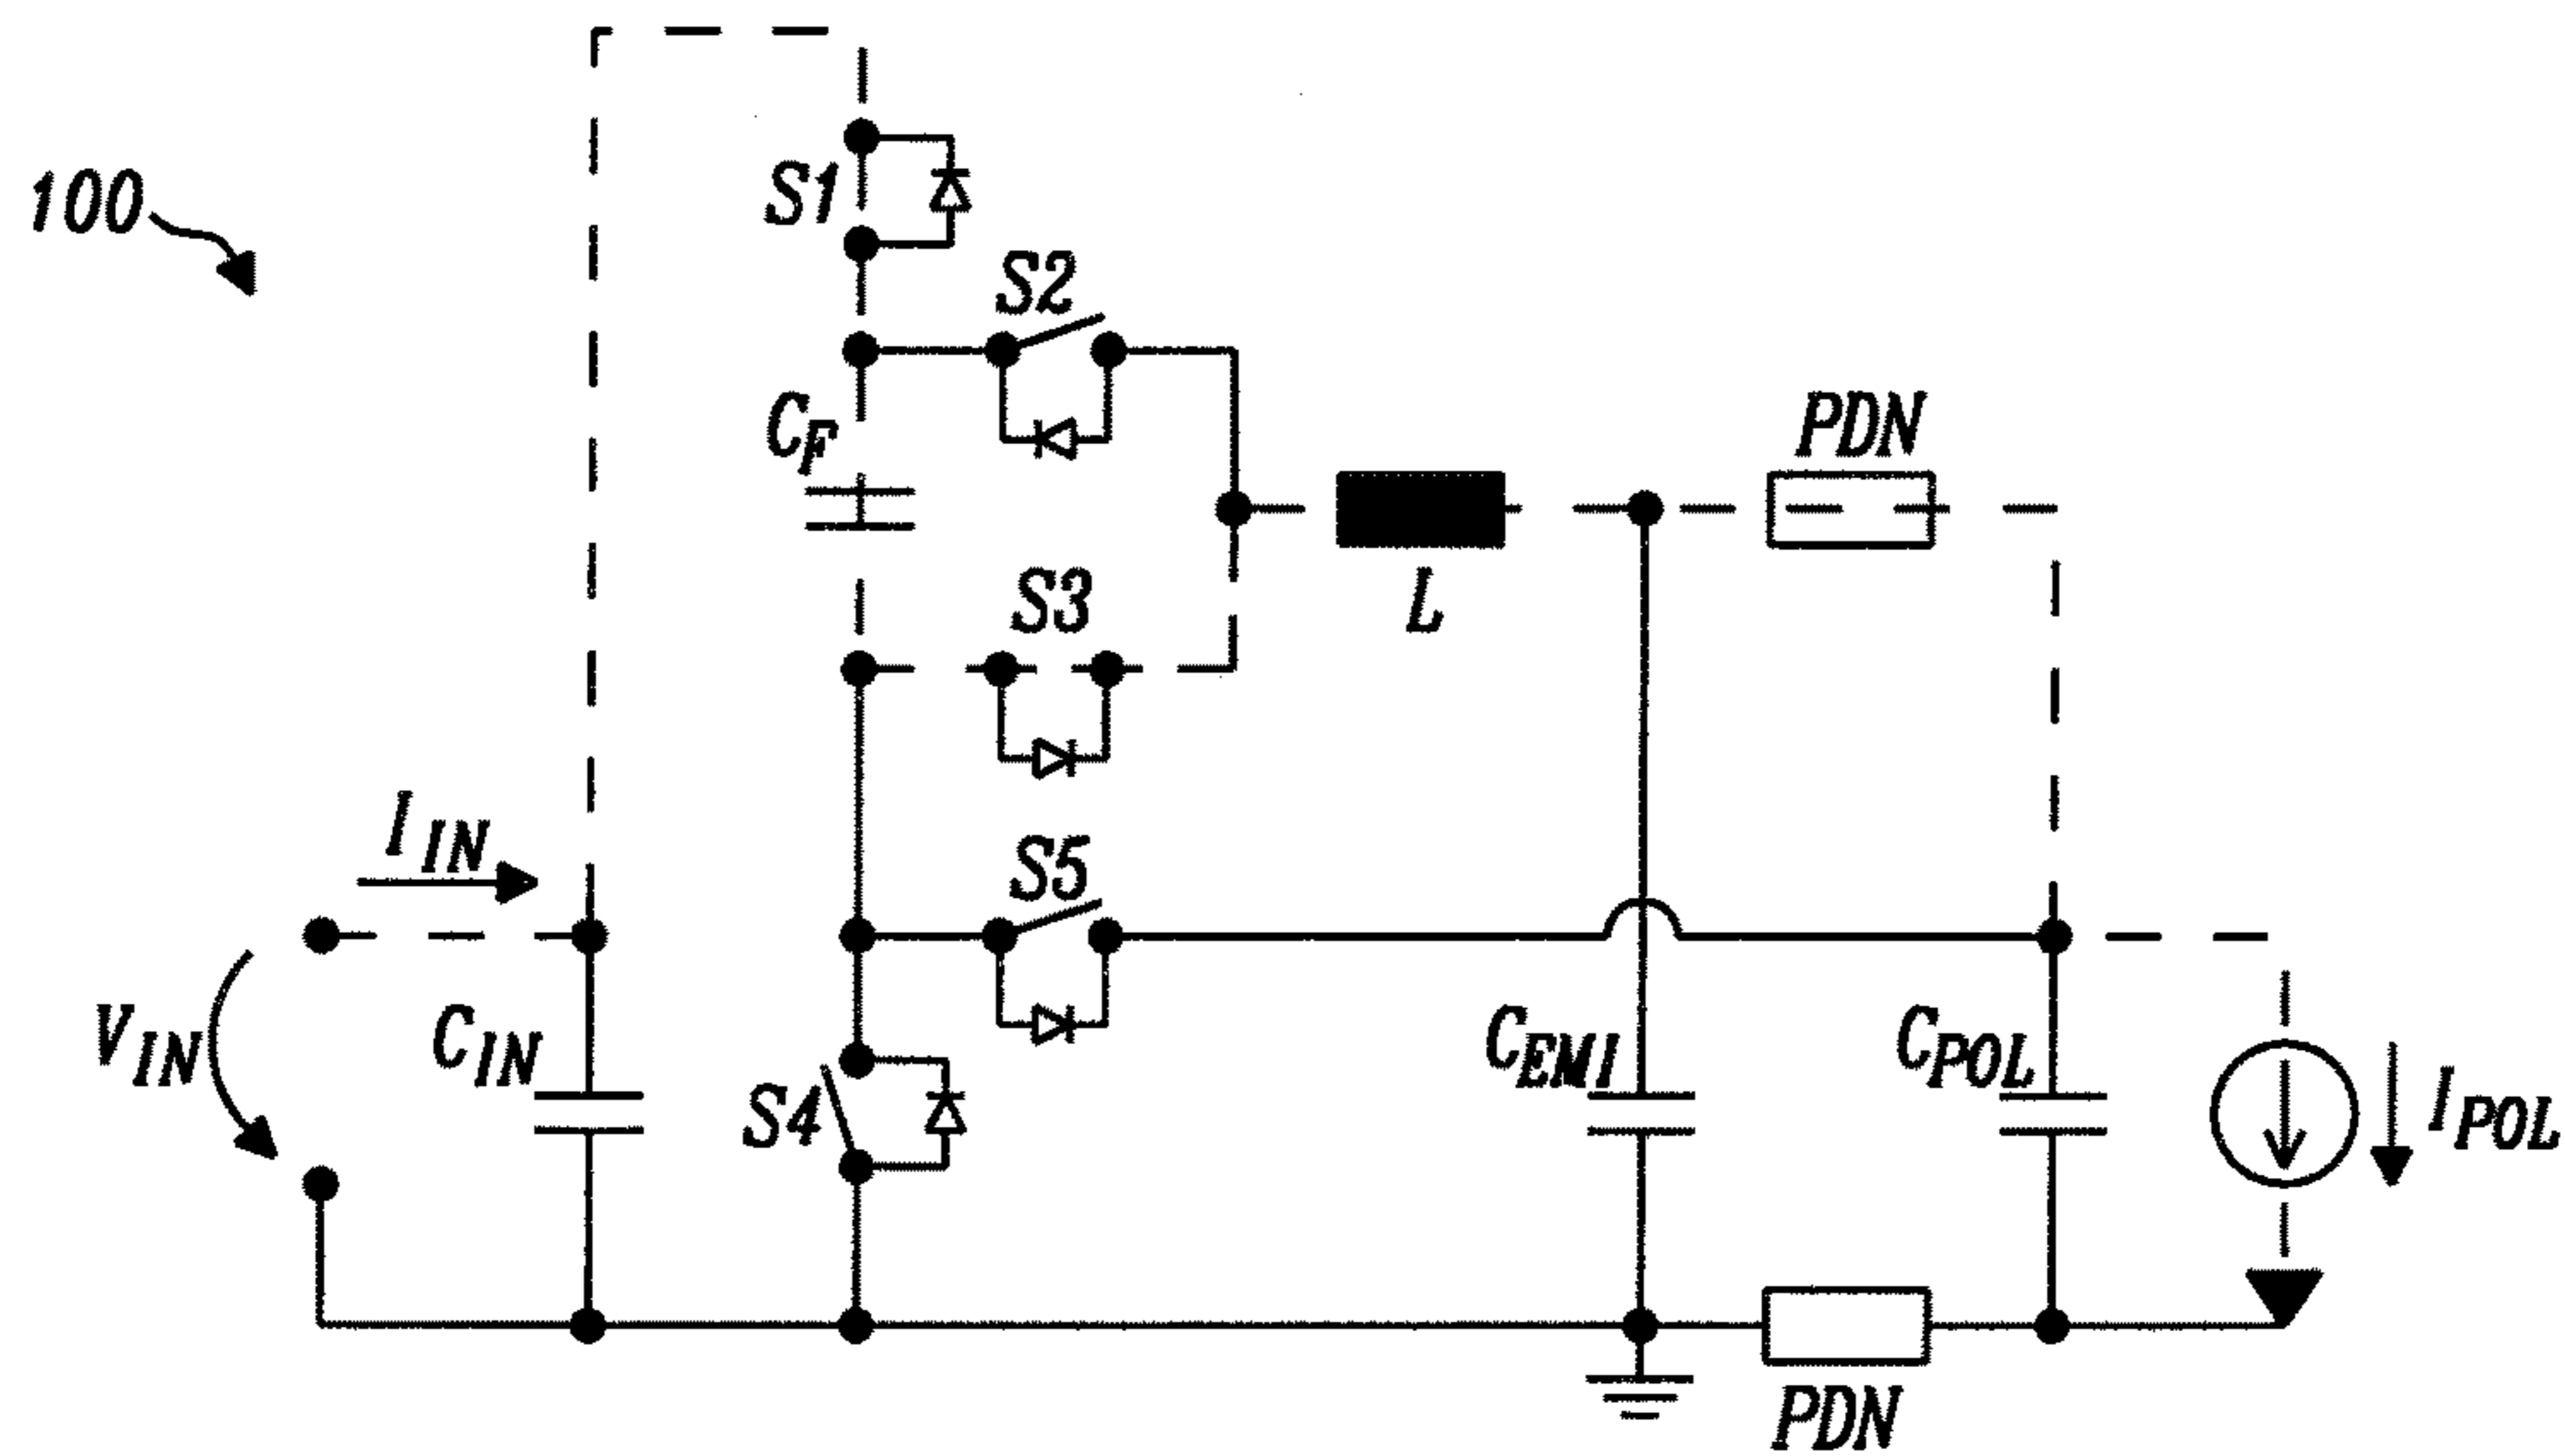 100
S1
S2
C_F
PDN
S3
L
I_IN
S5
V_IN
C_IN
S4
C_EMI
C_POL
I_POL
PDN